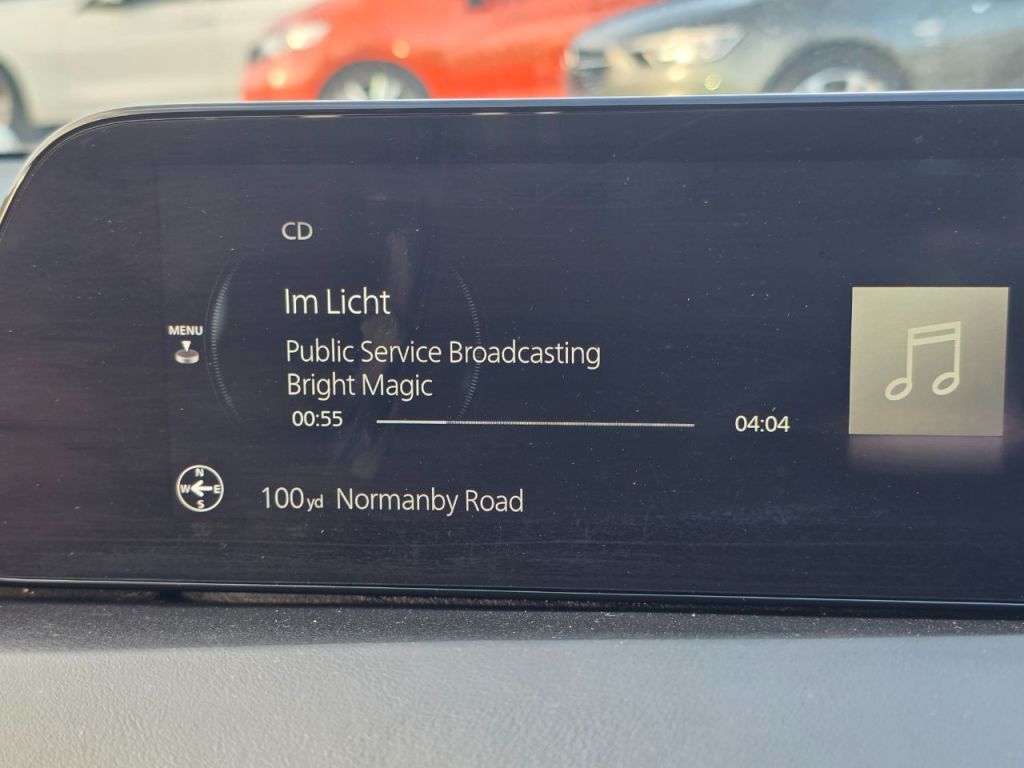 CD
Im Licht
MENU
Public Service Broadcasting
Bright Magic
00:55 04:04
N
W E
S
100yd Normanby Road